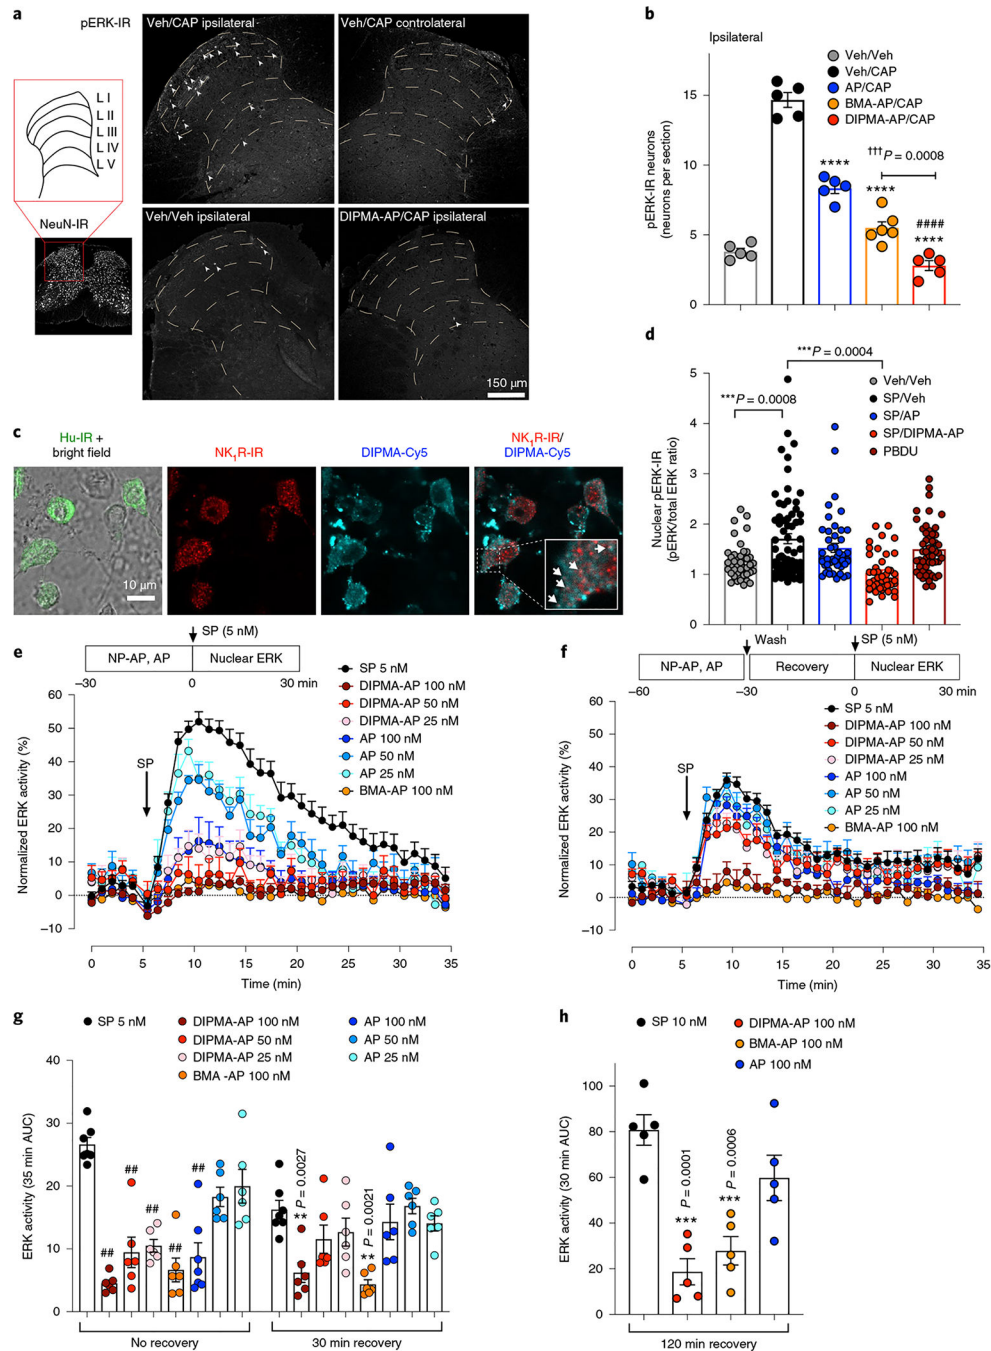 a
pERK-IR
Veh/CAP ipsilateral
Veh/CAP controlateral
L I
L II
L III
L IV
L V
NeuN-IR
Veh/Veh ipsilateral
DIPMA-AP/CAP ipsilateral
150 µm
b
Ipsilateral
Veh/Veh
Veh/CAP
AP/CAP
BMA-AP/CAP
DIPMA-AP/CAP
pERK-IR neurons
(neurons per section)
15
10
5
0
****
****
††† P = 0.0008
####
****
c
Hu-IR +
bright field
NK1R-IR
DIPMA-Cy5
NK1R-IR/
DIPMA-Cy5
10 µm
d
***P = 0.0004
***P = 0.0008
Veh/Veh
SP/Veh
SP/AP
SP/DIPMA-AP
PBDU
Nuclear pERK-IR
(pERK/total ERK ratio)
5
4
3
2
1
0
e
SP (5 nM)
NP-AP, AP
Nuclear ERK
−30
0
30 min
SP 5 nM
DIPMA-AP 100 nM
DIPMA-AP 50 nM
DIPMA-AP 25 nM
AP 100 nM
AP 50 nM
AP 25 nM
BMA-AP 100 nM
SP
Normalized ERK activity (%)
60
50
40
30
20
10
0
−10
0
5
10
15
20
25
30
35
Time (min)
f
Wash
SP (5 nM)
NP-AP, AP
Recovery
Nuclear ERK
−60
−30
0
30 min
SP 5 nM
DIPMA-AP 100 nM
DIPMA-AP 50 nM
DIPMA-AP 25 nM
AP 100 nM
AP 50 nM
AP 25 nM
BMA-AP 100 nM
SP
Normalized ERK activity (%)
60
50
40
30
20
10
0
−10
0
5
10
15
20
25
30
35
Time (min)
g
SP 5 nM
DIPMA-AP 100 nM
DIPMA-AP 50 nM
DIPMA-AP 25 nM
BMA -AP 100 nM
AP 100 nM
AP 50 nM
AP 25 nM
ERK activity (35 min AUC)
40
30
20
10
0
##
##
##
##
##
** P = 0.0027
** P = 0.0021
No recovery
30 min recovery
h
SP 10 nM
DIPMA-AP 100 nM
BMA-AP 100 nM
AP 100 nM
ERK activity (30 min AUC)
100
80
60
40
20
0
*** P = 0.0001
*** P = 0.0006
120 min recovery